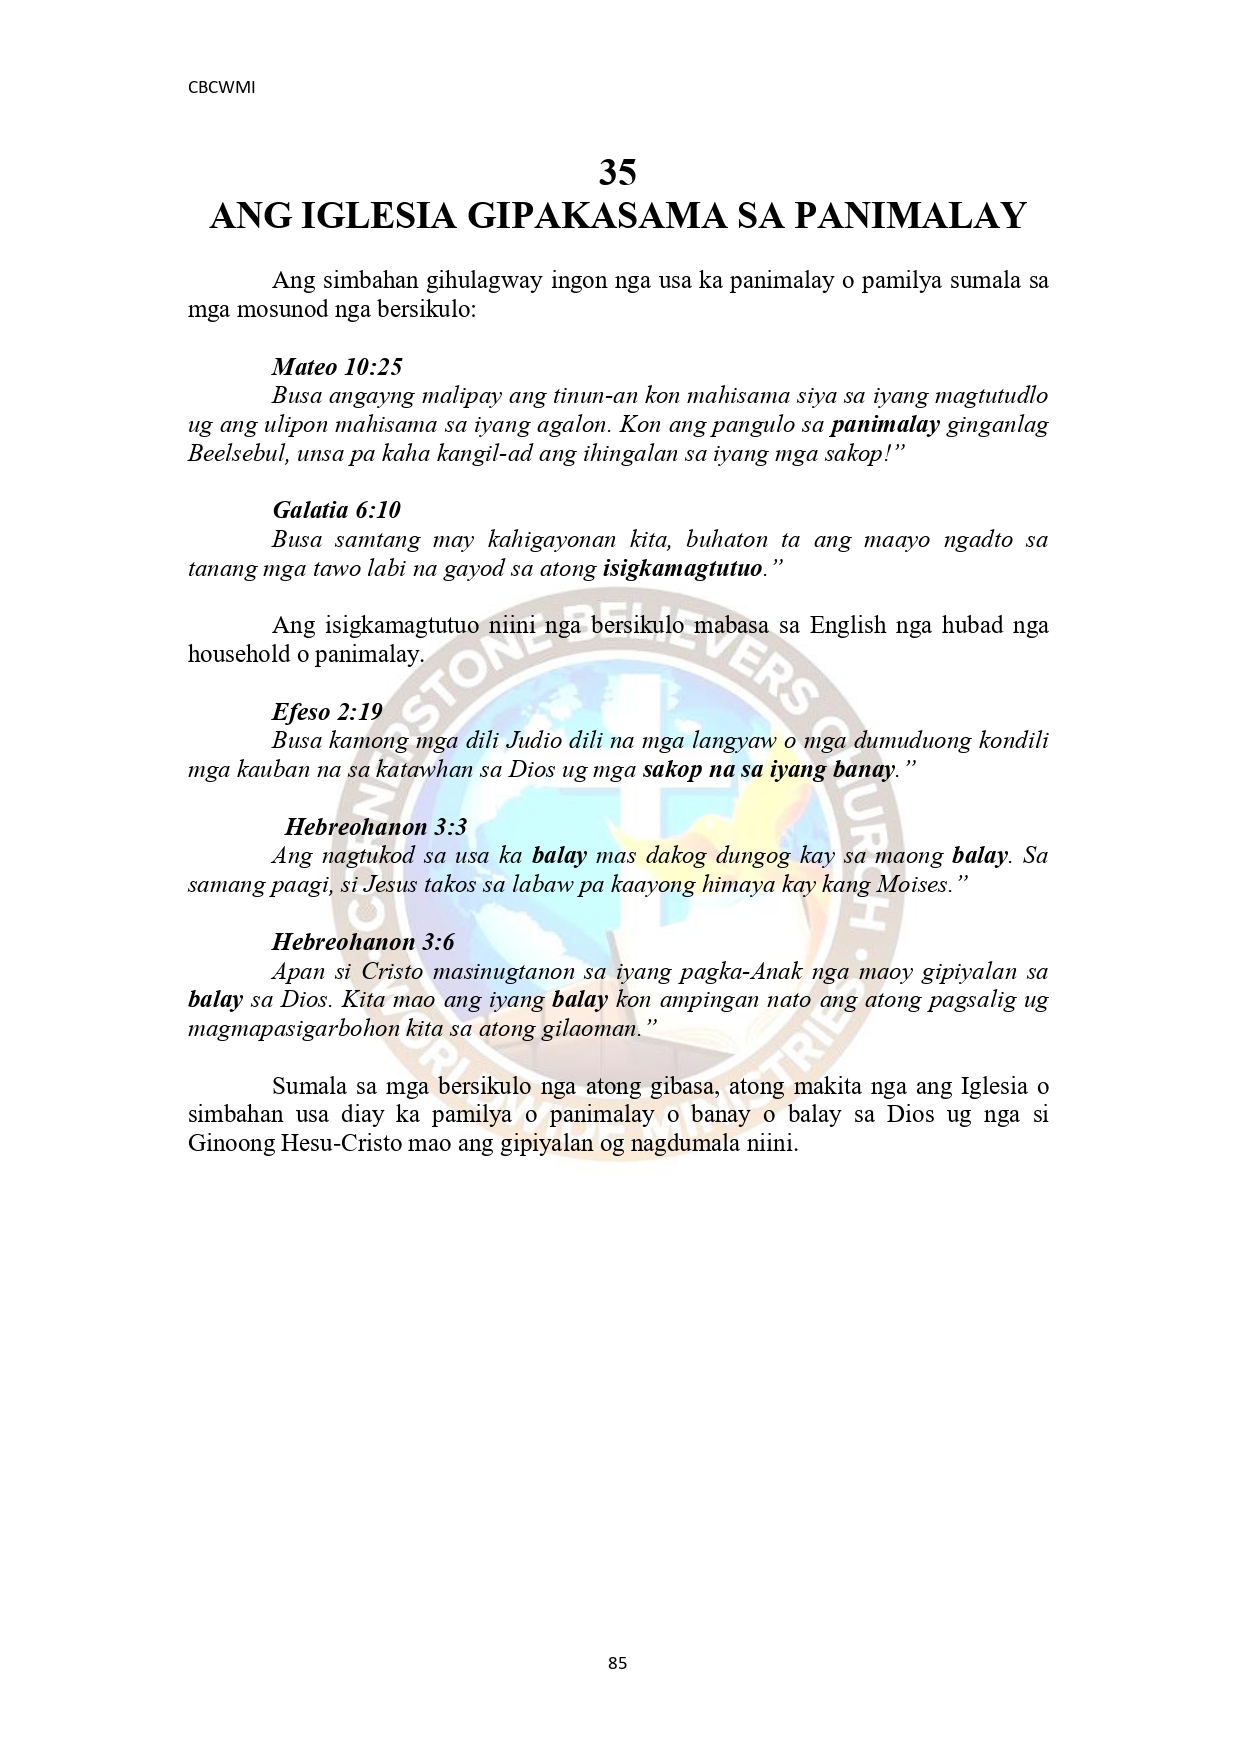 CBCWMI
35
ANG IGLESIA GIPAKASAMA SA PANIMALAY
Ang simbahan gihulagway ingon nga usa ka panimalay o pamilya sumala sa
mga mosunod nga bersikulo:
Mateo 10:25
Busa angayng malipay ang tinun-an kon mahisama siya sa iyang magtutudlo
ug ang ulipon mahisama sa iyang agalon. Kon ang pangulo sa panimalay ginganlag
Beelsebul, unsa pa kaha kangil-ad ang ihingalan sa iyang mga sakop!”
Galatia 6:10
Busa samtang may kahigayonan kita, buhaton ta ang maayo ngadto sa
tanang mga tawo labi na gayod sa atong isigkamagtutuo.”
Ang isigkamagtutuo niini nga bersikulo mabasa sa English nga hubad nga
household o panimalay.
Efeso 2:19
Busa kamong mga dili Judio dili na mga langyaw o mga dumuduong kondili
mga kauban na sa katawhan sa Dios ug mga sakop na sa iyang banay.”
Hebreohanon 3:3
Ang nagtukod sa usa ka balay mas dakog dungog kay sa maong balay. Sa
samang paagi, si Jesus takos sa labaw pa kaayong himaya kay kang Moises.”
Hebreohanon 3:6
Apan si Cristo masinugtanon sa iyang pagka-Anak nga maoy gipiyalan sa
balay sa Dios. Kita mao ang iyang balay kon ampingan nato ang atong pagsalig ug
magmapasigarbohon kita sa atong gilaoman.”
Sumala sa mga bersikulo nga atong gibasa, atong makita nga ang Iglesia o
simbahan usa diay ka pamilya o panimalay o banay o balay sa Dios ug nga si
Ginoong Hesu-Cristo mao ang gipiyalan og nagdumala niini.
CORNERSTONE BELIEVERS CHURCH
WORLDWIDE MINISTRIES
85